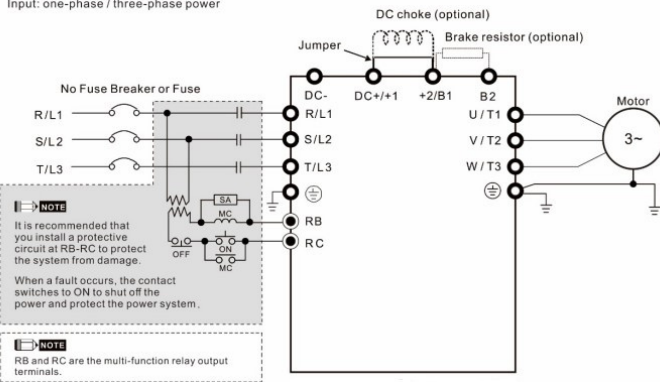 Input: one-phase / three-phase power
DC choke (optional)
Jumper
Brake resistor (optional)
No Fuse Breaker or Fuse
DC-
DC+/+1
+2/B1
B2
Motor
R/L1
R/L1
U/T1
S/L2
S/L2
V/T2
3~
T/L3
T/L3
W/T3
NOTE
SA
MC
RB
It is recommended that
you install a protective
circuit at RB-RC to protect
the system from damage.
OFF
ON
MC
RC
When a fault occurs, the contact
switches to ON to shut off the
power and protect the power system.
NOTE
RB and RC are the multi-function relay output
terminals.